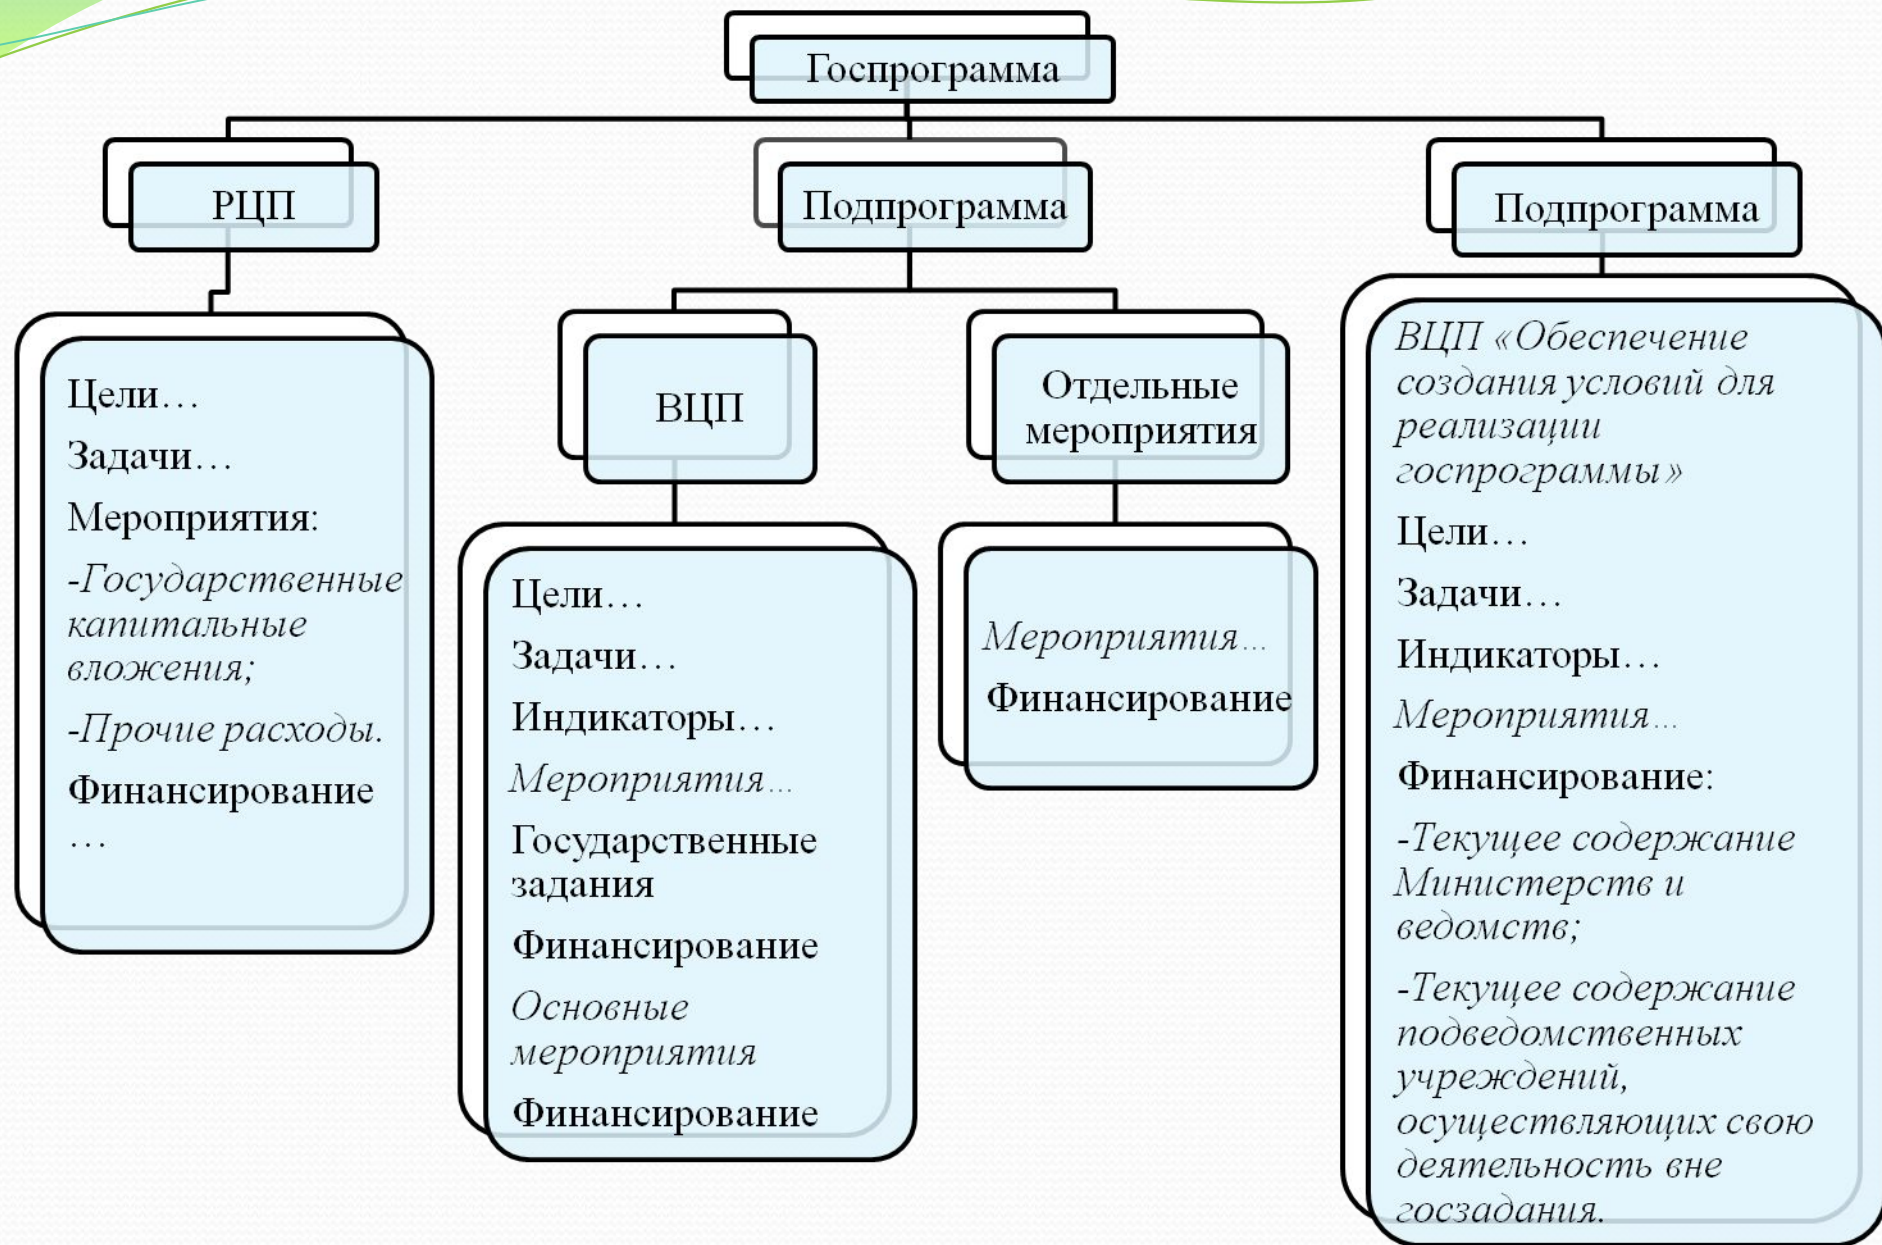 Госпрограмма
РЦП
Подпрограмма
Подпрограмма
Цели…
Задачи…
Мероприятия:
-Государственные
капитальные
вложения;
-Прочие расходы.
Финансирование
…
ВЦП
Отдельные
мероприятия
Цели…
Задачи…
Индикаторы…
Мероприятия…
Государственные
задания
Финансирование
Основные
мероприятия
Финансирование
Мероприятия…
Финансирование
ВЦП «Обеспечение
создания условий для
реализации
госпрограммы»
Цели…
Задачи…
Индикаторы…
Мероприятия…
Финансирование:
-Текущее содержание
Министерств и
ведомств;
-Текущее содержание
подведомственных
учреждений,
осуществляющих свою
деятельность вне
госзадания.